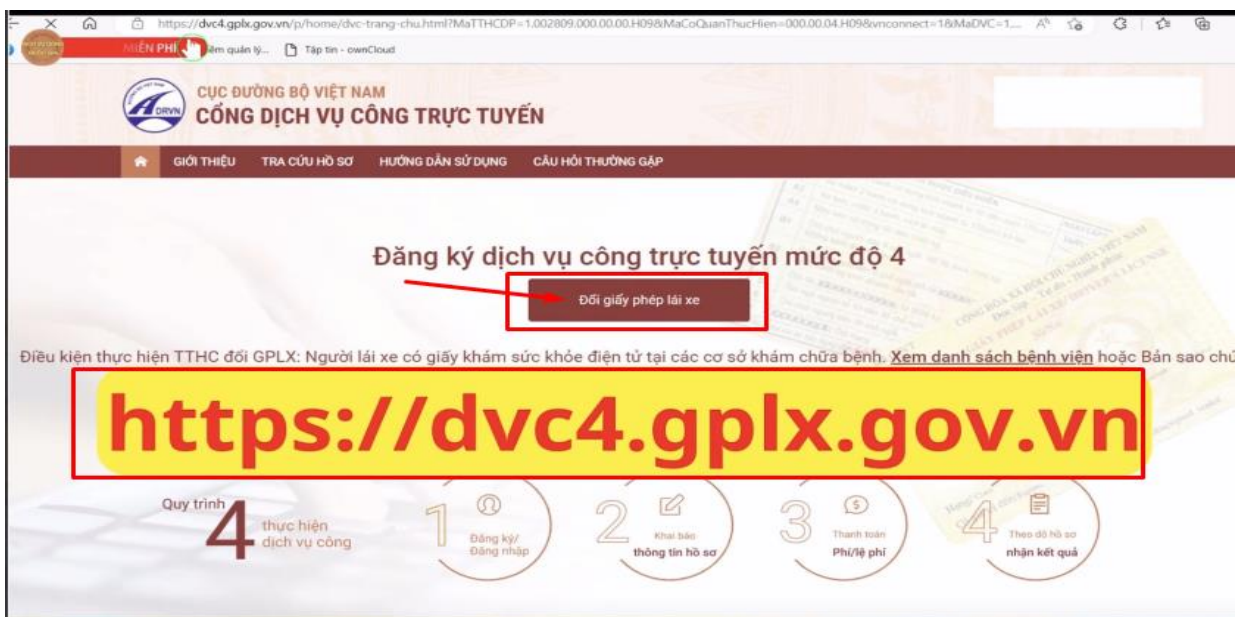 https://dvc4.gplx.gov.vn/p/home/dvc-trang-chu.html?MaTTHCDP=1.002809.000.00.00.H09&MaCoQuanThucHien=000.00.04.H09&vnconnect=1&MaDVC=1....
MIỄN PHÍ
ềm quản lý... Tập tin - ownCloud
CỤC ĐƯỜNG BỘ VIỆT NAM
CỔNG DỊCH VỤ CÔNG TRỰC TUYẾN
DRVN
GIỚI THIỆU TRA CỨU HỒ SƠ HƯỚNG DẪN SỬ DỤNG CÂU HỎI THƯỜNG GẶP
Đăng ký dịch vụ công trực tuyến mức độ 4
Đổi giấy phép lái xe
Điều kiện thực hiện TTHC đổi GPLX: Người lái xe có giấy khám sức khỏe điện tử tại các cơ sở khám chữa bệnh. Xem danh sách bệnh viện hoặc Bản sao chú
https://dvc4.gplx.gov.vn
Quy trình
4 thực hiện
dịch vụ công
1 Đăng ký/
Đăng nhập
2 Khai báo
thông tin hồ sơ
3 Thanh toán
Phí/lệ phí
4 Theo dõi hồ sơ
nhận kết quả